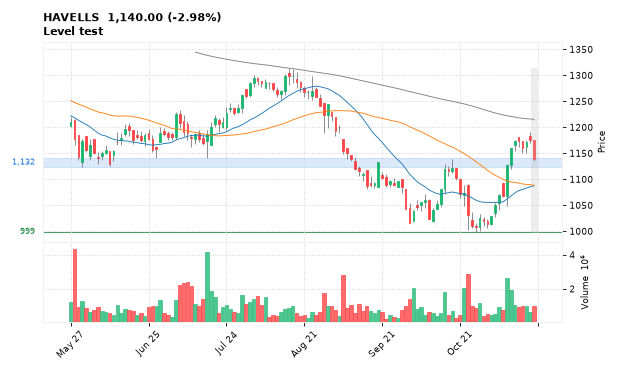 HAVELLS 1,140.00 (-2.98%)
Level test
1350
1300
1250
1200
1150
1100
1050
1000
Price
1,132
999
4
2
Volume 10⁶
May 27
Jun 25
Jul 24
Aug 21
Sep 21
Oct 21